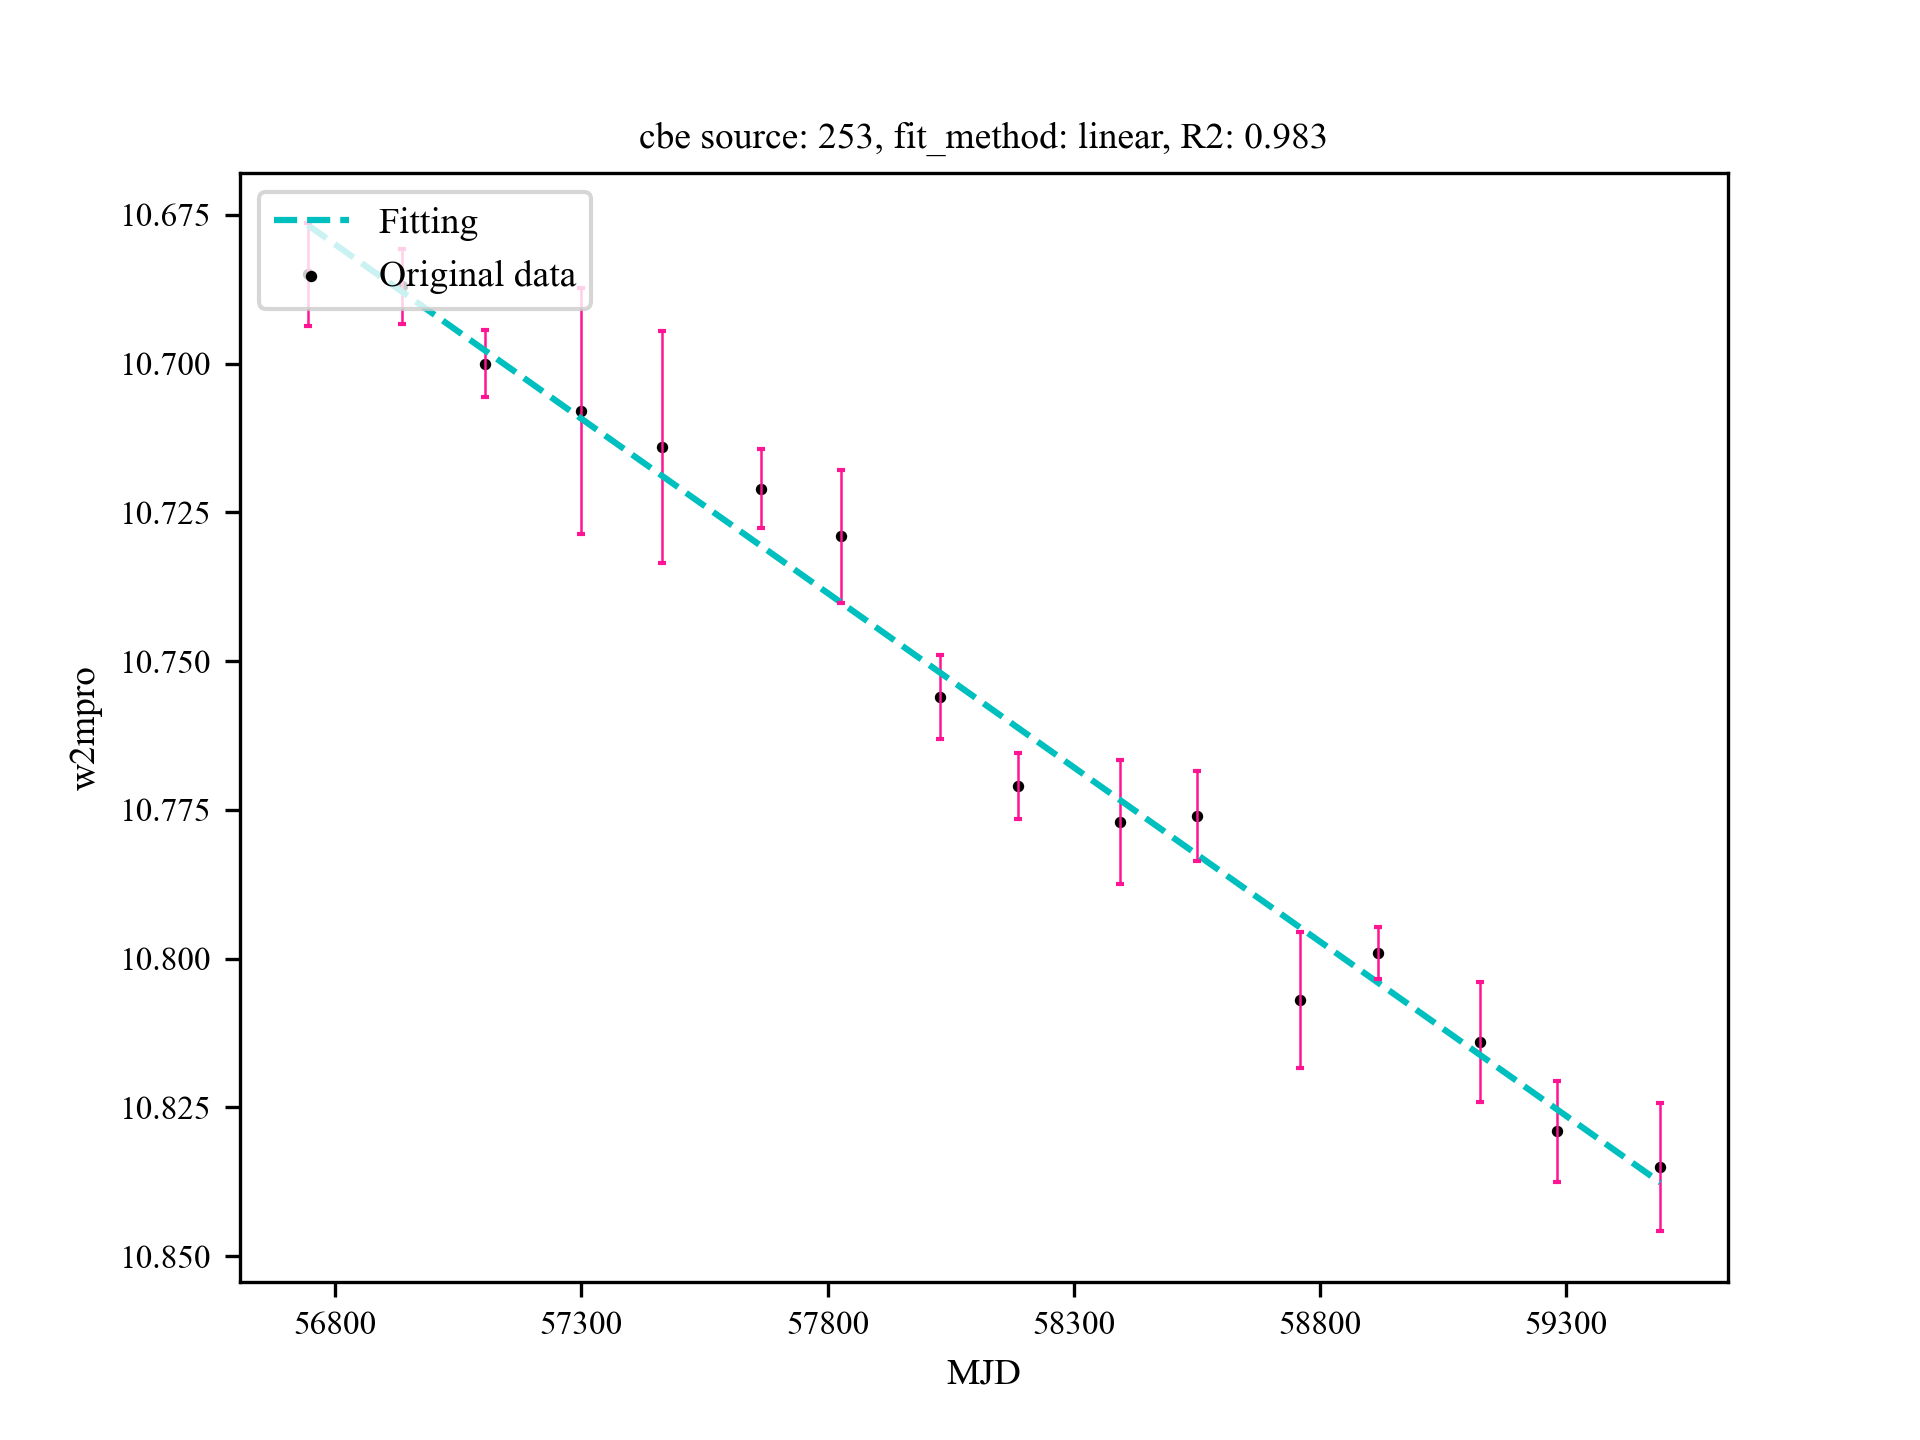 cbe source: 253, fit_method: linear, R2: 0.983
Fitting
Original data
10.675
10.700
10.725
10.750
10.775
10.800
10.825
10.850
w2mpro
56800 57300 57800 58300 58800 59300
MJD